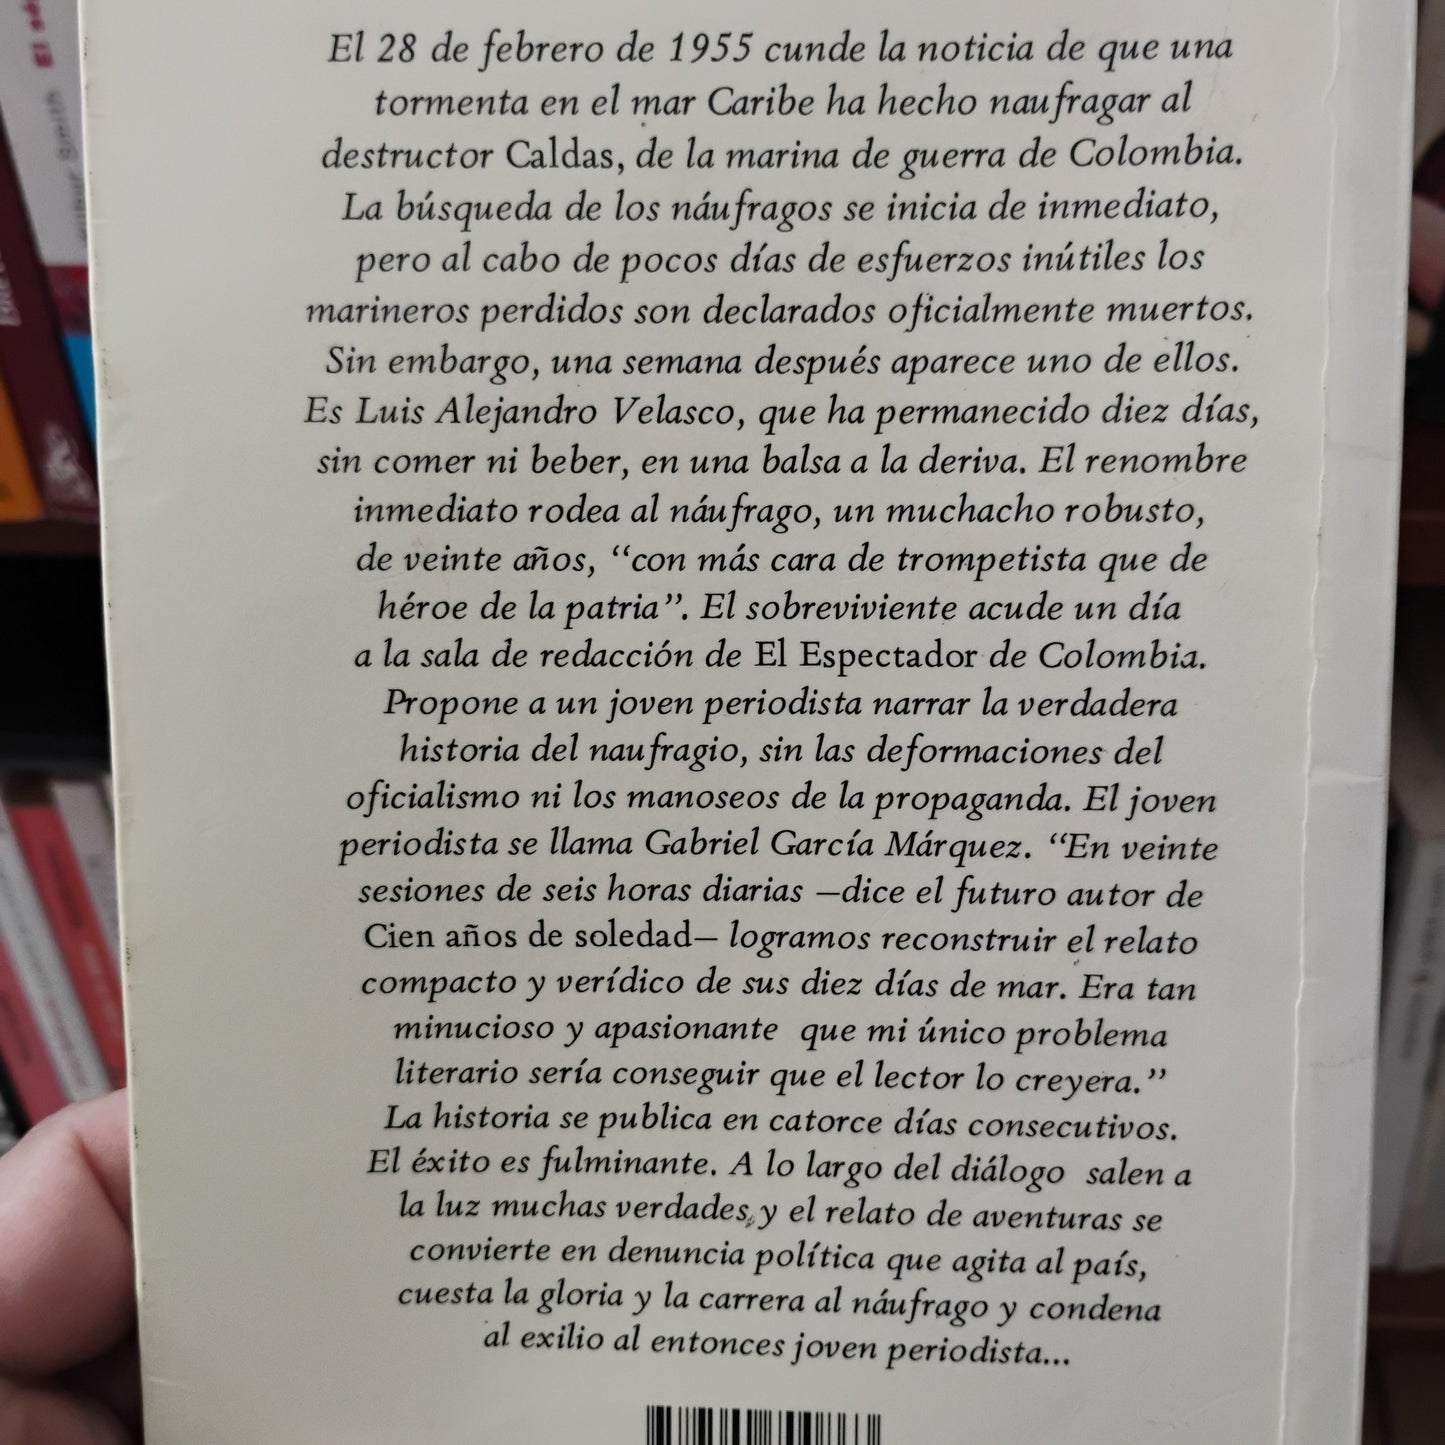 El 28 de febrero de 1955 cunde la noticia de que una
tormenta en el mar Caribe ha hecho naufragar al
destructor Caldas, de la marina de guerra de Colombia.
La búsqueda de los náufragos se inicia de inmediato,
pero al cabo de pocos días de esfuerzos inútiles los
marineros perdidos son declarados oficialmente muertos.
Sin embargo, una semana después aparece uno de ellos.
Es Luis Alejandro Velasco, que ha permanecido diez días,
sin comer ni beber, en una balsa a la deriva. El renombre
inmediato rodea al náufrago, un muchacho robusto,
de veinte años, “con más cara de trompetista que de
héroe de la patria”. El sobreviviente acude un día
a la sala de redacción de El Espectador de Colombia.
Propone a un joven periodista narrar la verdadera
historia del naufragio, sin las deformaciones del
oficialismo ni los manoseos de la propaganda. El joven
periodista se llama Gabriel García Márquez. “En veinte
sesiones de seis horas diarias —dice el futuro autor de
Cien años de soledad— logramos reconstruir el relato
compacto y verídico de sus diez días de mar. Era tan
minucioso y apasionante que mi único problema
literario sería conseguir que el lector lo creyera.”
La historia se publica en catorce días consecutivos.
El éxito es fulminante. A lo largo del diálogo salen a
la luz muchas verdades, y el relato de aventuras se
convierte en denuncia política que agita al país,
cuesta la gloria y la carrera al náufrago y condena
al exilio al entonces joven periodista...